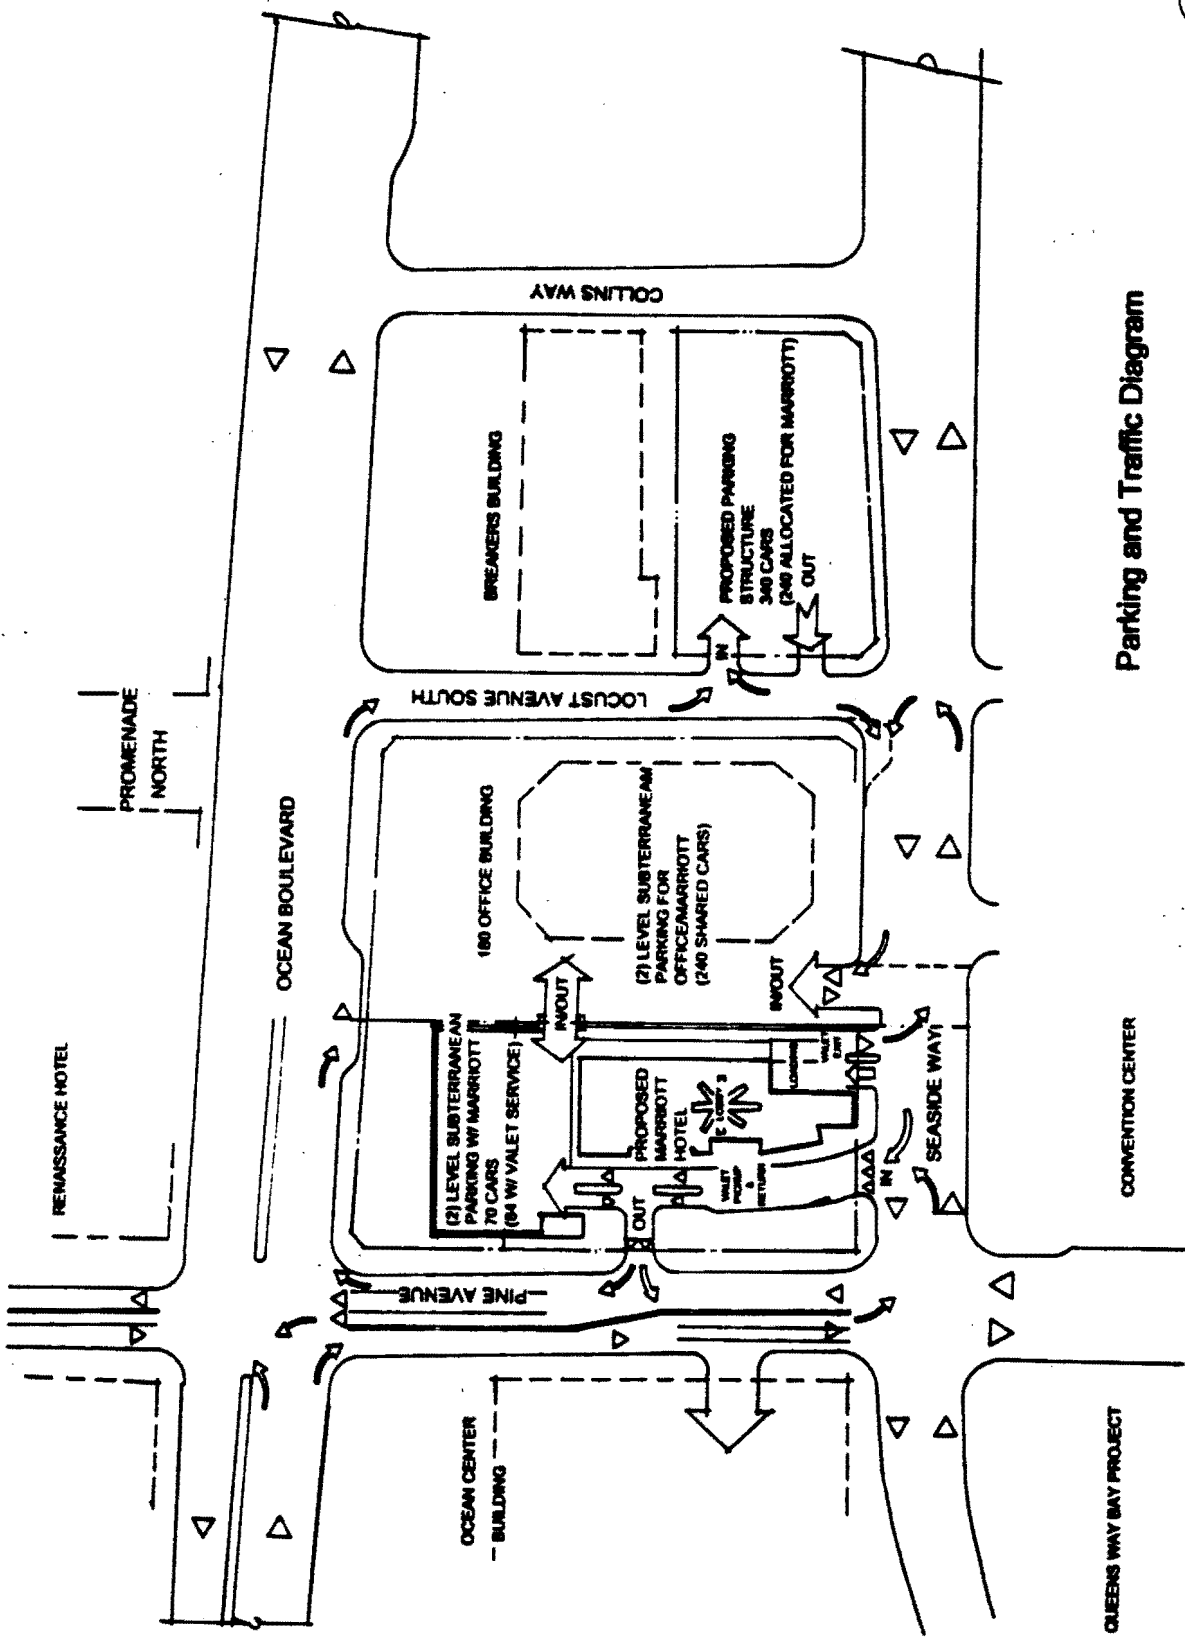 RENAISSANCE HOTEL
PROMENADE
NORTH
OCEAN BOULEVARD
OCEAN CENTER
BUILDING
PINE AVENUE
(2) LEVEL SUBTERRANEAN
PARKING W/ MARRIOTT
70 CARS
(84 W/ VALET SERVICE)
IN/OUT
180 OFFICE BUILDING
(2) LEVEL SUBTERRANEAM
PARKING FOR
OFFICE/MARRIOTT
(240 SHARED CARS)
IN/OUT
LOCUST AVENUE SOUTH
BREAKERS BUILDING
COLLINS WAY
PROPOSED PARKING
STRUCTURE
340 CARS
(240 ALLOCATED FOR MARRIOTT)
IN
OUT
OUT
PROPOSED
MARRIOTT
HOTEL
LOBBY
VALET
PICKUP
&
RETURN
LOADING
VALET
EXIT
IN
SEASIDE WAY
QUEENS WAY BAY PROJECT
CONVENTION CENTER
Parking and Traffic Diagram